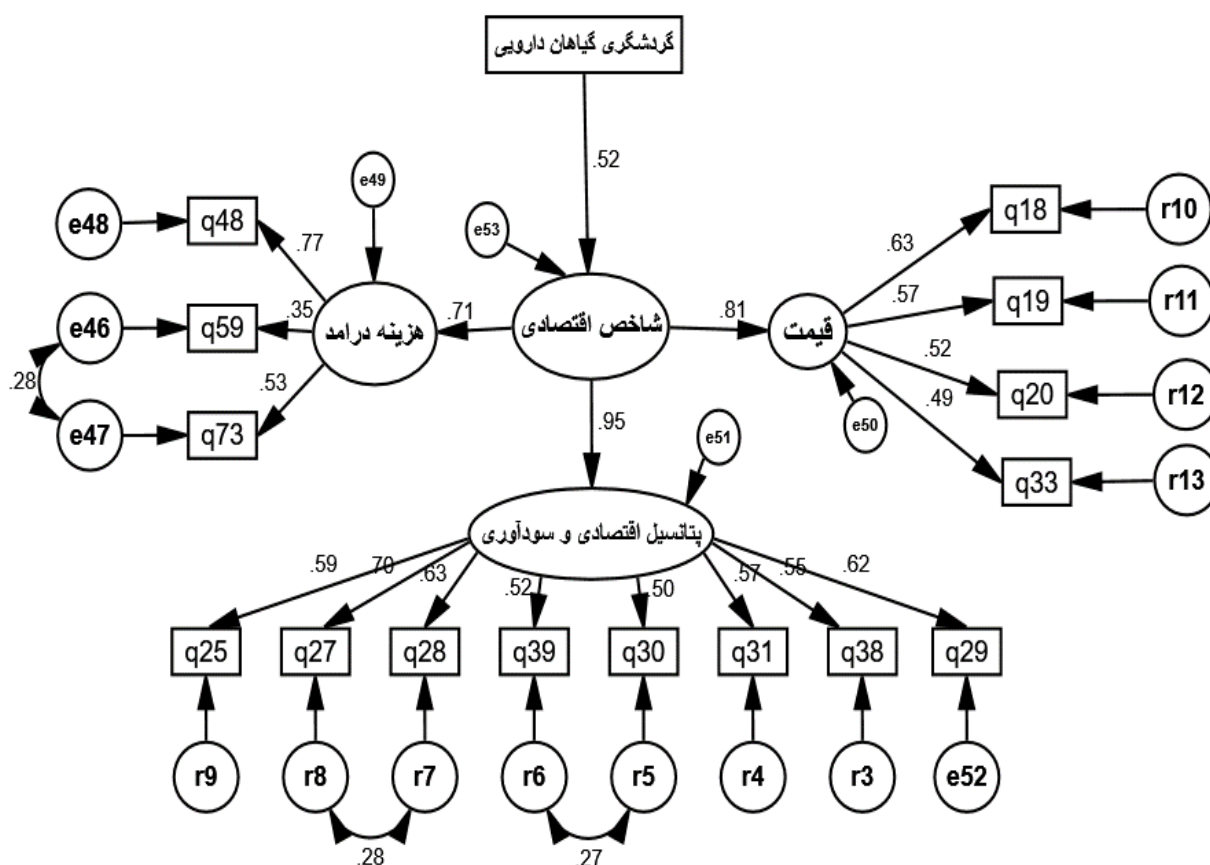 گردشگری گیاهان دارویی
.52
e49
e48
q48
.77
e53
q18
r10
.63
e46
q59
.35
هزینه درامد
.71
شاخص اقتصادی
.81
قیمت
.57
q19
r11
.28
.53
.52
q20
r12
e47
q73
.95
e51
e50
.49
q33
r13
پتانسیل اقتصادی و سودآوری
.59
.70
.63
.52
.50
.57
.55
.62
q25
q27
q28
q39
q30
q31
q38
q29
r9
r8
r7
r6
r5
r4
r3
e52
.28
.27